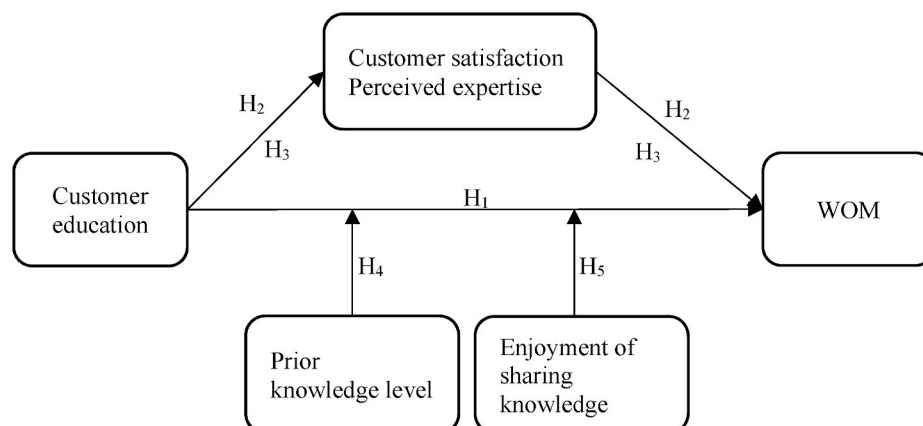 Customer satisfaction
Perceived expertise
H₂
H₂
H₃
H₃
Customer
education
H₁
WOM
H₄
H₅
Prior
knowledge level
Enjoyment of
sharing
knowledge